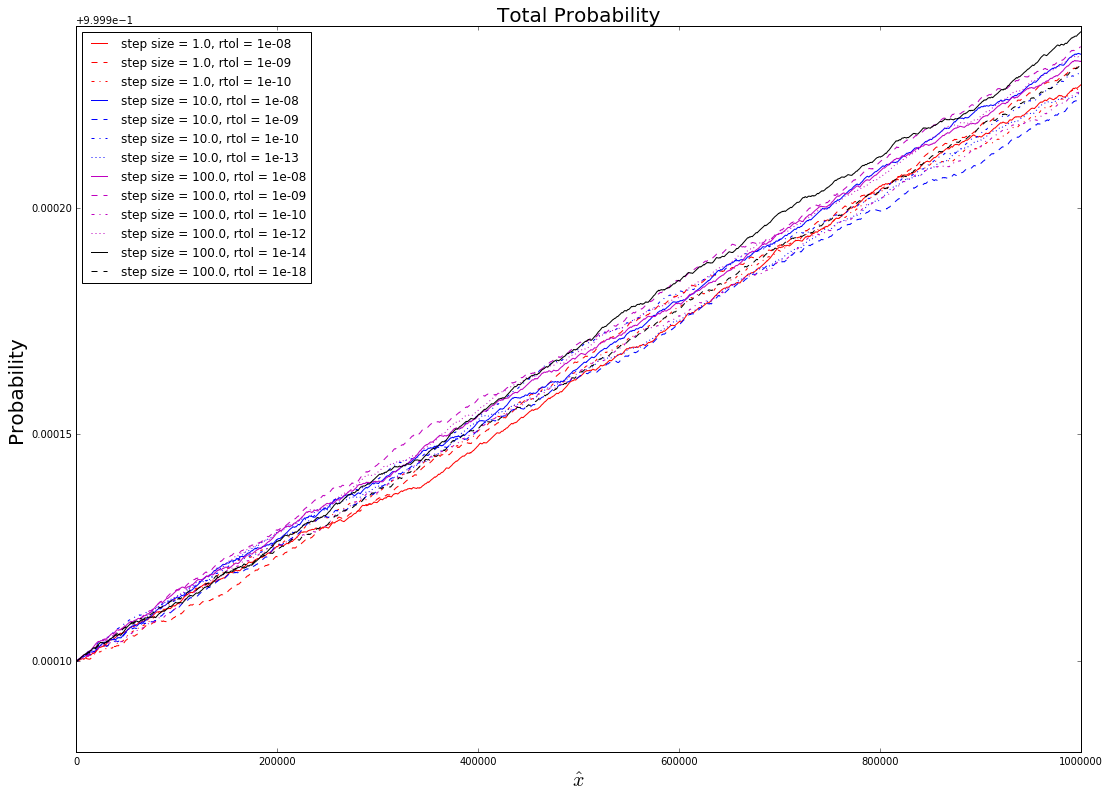 Total Probability
+9.999e−1
step size = 1.0, rtol = 1e-08
step size = 1.0, rtol = 1e-09
step size = 1.0, rtol = 1e-10
step size = 10.0, rtol = 1e-08
step size = 10.0, rtol = 1e-09
step size = 10.0, rtol = 1e-10
step size = 10.0, rtol = 1e-13
step size = 100.0, rtol = 1e-08
step size = 100.0, rtol = 1e-09
step size = 100.0, rtol = 1e-10
step size = 100.0, rtol = 1e-12
step size = 100.0, rtol = 1e-14
step size = 100.0, rtol = 1e-18
0.00020
0.00015
0.00010
Probability
0 200000 400000 600000 800000 1000000
x̂